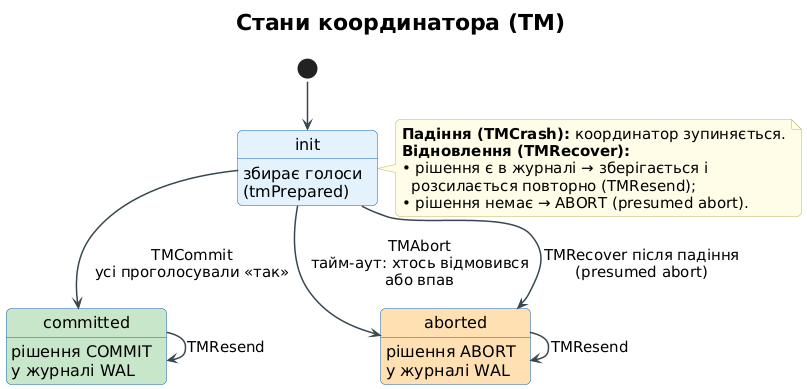 Стани координатора (TM)
init
збирає голоси
(tmPrepared)
Падіння (TMCrash): координатор зупиняється.
Відновлення (TMRecover):
• рішення є в журналі → зберігається і
розсилається повторно (TMResend);
• рішення немає → ABORT (presumed abort).
TMCommit
усі проголосували «так»
TMAbort
тайм-аут: хтось відмовився
або впав
TMRecover після падіння
(presumed abort)
committed
рішення COMMIT
у журналі WAL
TMResend
aborted
рішення ABORT
у журналі WAL
TMResend